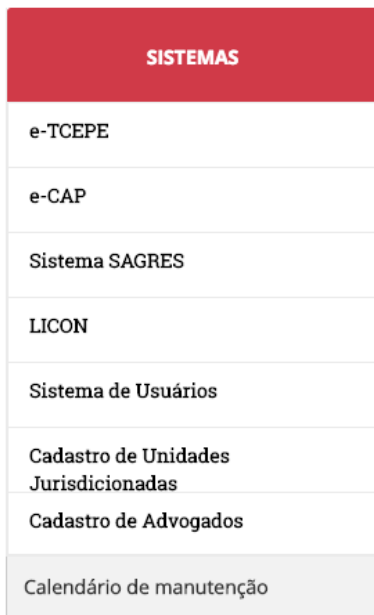 SISTEMAS
e-TCEPE
e-CAP
Sistema SAGRES
LICON
Sistema de Usuários
Cadastro de Unidades
Jurisdicionadas
Cadastro de Advogados
Calendário de manutenção